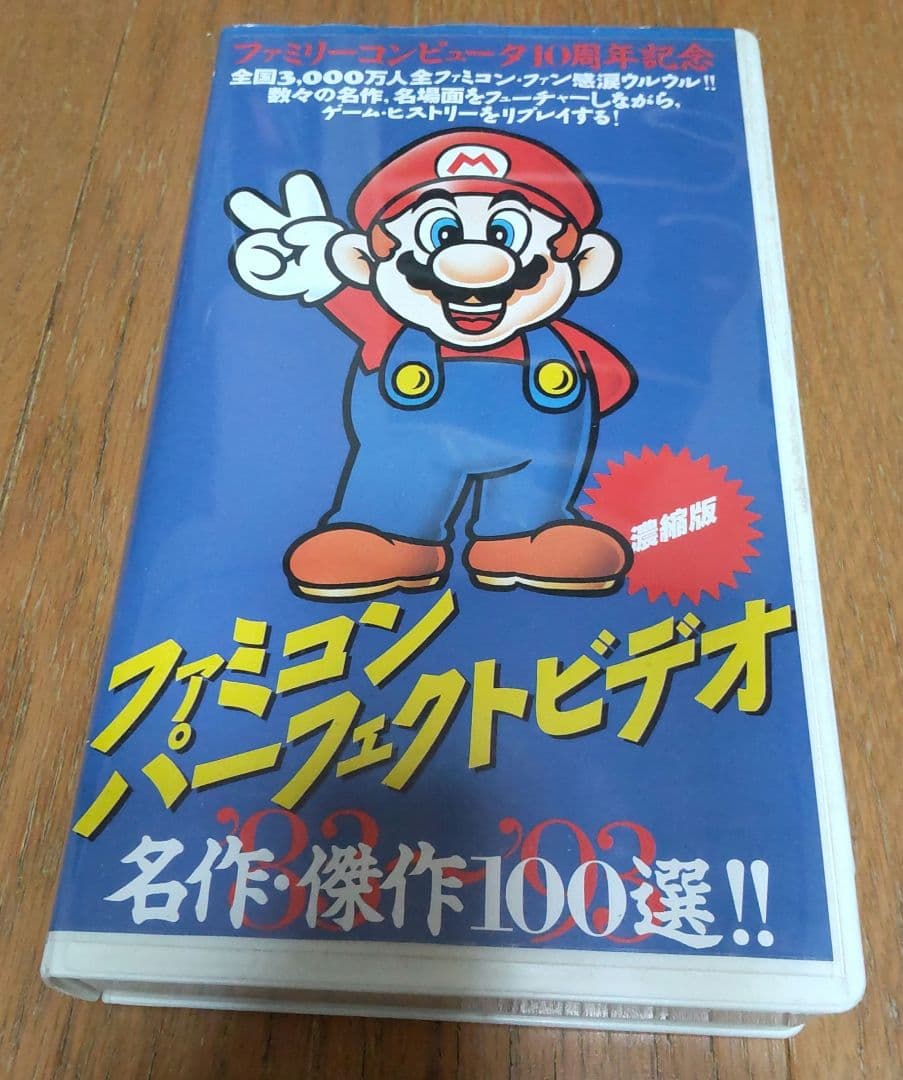 ファミリーコンピュータ10周年記念
全国3,000万人全ファミコン・ファン感涙ウルウル!!
数々の名作,名場面をフューチャーしながら,
ゲーム・ヒストリーをリプレイする!
M
濃縮版
ファミコン
パーフェクトビデオ
'83~'93
名作・傑作100選!!